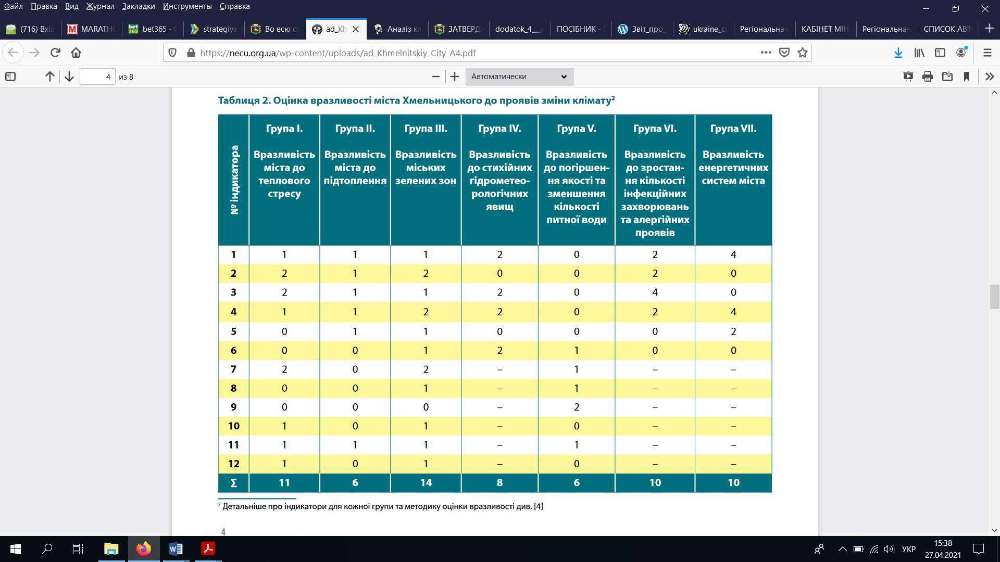 Файл Правка Вид Журнал Закладки Инструменты Справка
(716) Вхід MARATHO bet365 - strategiya Во всю ст ad_Kh Аналіз кл ЗАТВЕРД dodatok_4__ ПОСІБНИК - Звіт_про_ ukraine_cc Регіональна- КАБІНЕТ МІН Регіональна- СПИСОК АВТ
https://necu.org.ua/wp-content/uploads/ad_Khmelnitskiy_City_A4.pdf
4 из 8 Автоматически
Таблиця 2. Оцінка вразливості міста Хмельницького до проявів зміни клімату²
№ індикатора
Група I.
Вразливість
міста до
теплового
стресу
Група II.
Вразливість
міста до
підтоплення
Група III.
Вразливість
міських
зелених зон
Група IV.
Вразливість
до стихійних
гідрометео-
рологічних
явищ
Група V.
Вразливість
до погіршен-
ня якості та
зменшення
кількості
питної води
Група VI.
Вразливість
до зростан-
ня кількості
інфекційних
захворювань
та алергійних
проявів
Група VII.
Вразливість
енергетичних
систем міста
1 1 1 1 2 0 2 4
2 2 1 2 0 0 2 0
3 2 1 1 2 0 4 0
4 1 1 2 2 0 2 4
5 0 1 1 0 0 0 2
6 0 0 1 2 1 0 0
7 2 0 2 – 1 – –
8 0 0 1 – 1 – –
9 0 0 0 – 2 – –
10 1 0 1 – 0 – –
11 1 1 1 – 1 – –
12 1 0 1 – 0 – –
Σ 11 6 14 8 6 10 10
² Детальніше про індикатори для кожної групи та методику оцінки вразливості див. [4]
4
УКР
15:38
27.04.2021